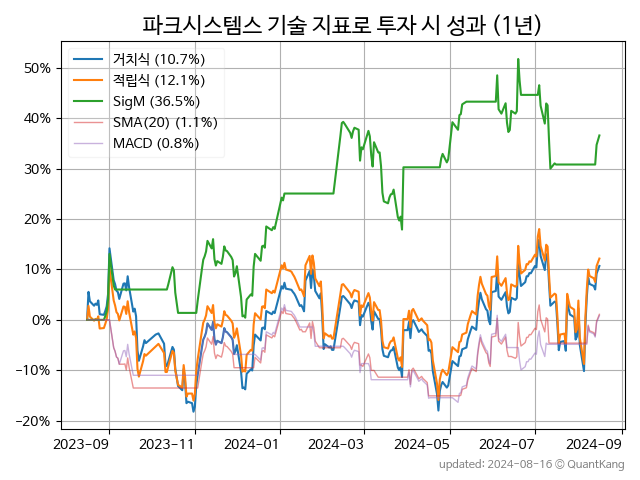 파크시스템스 기술 지표로 투자 시 성과 (1년)
거치식 (10.7%)
적립식 (12.1%)
SigM (36.5%)
SMA(20) (1.1%)
MACD (0.8%)
50%
40%
30%
20%
10%
0%
−10%
−20%
2023-09 2023-11 2024-01 2024-03 2024-05 2024-07 2024-09
updated: 2024-08-16 © QuantKang